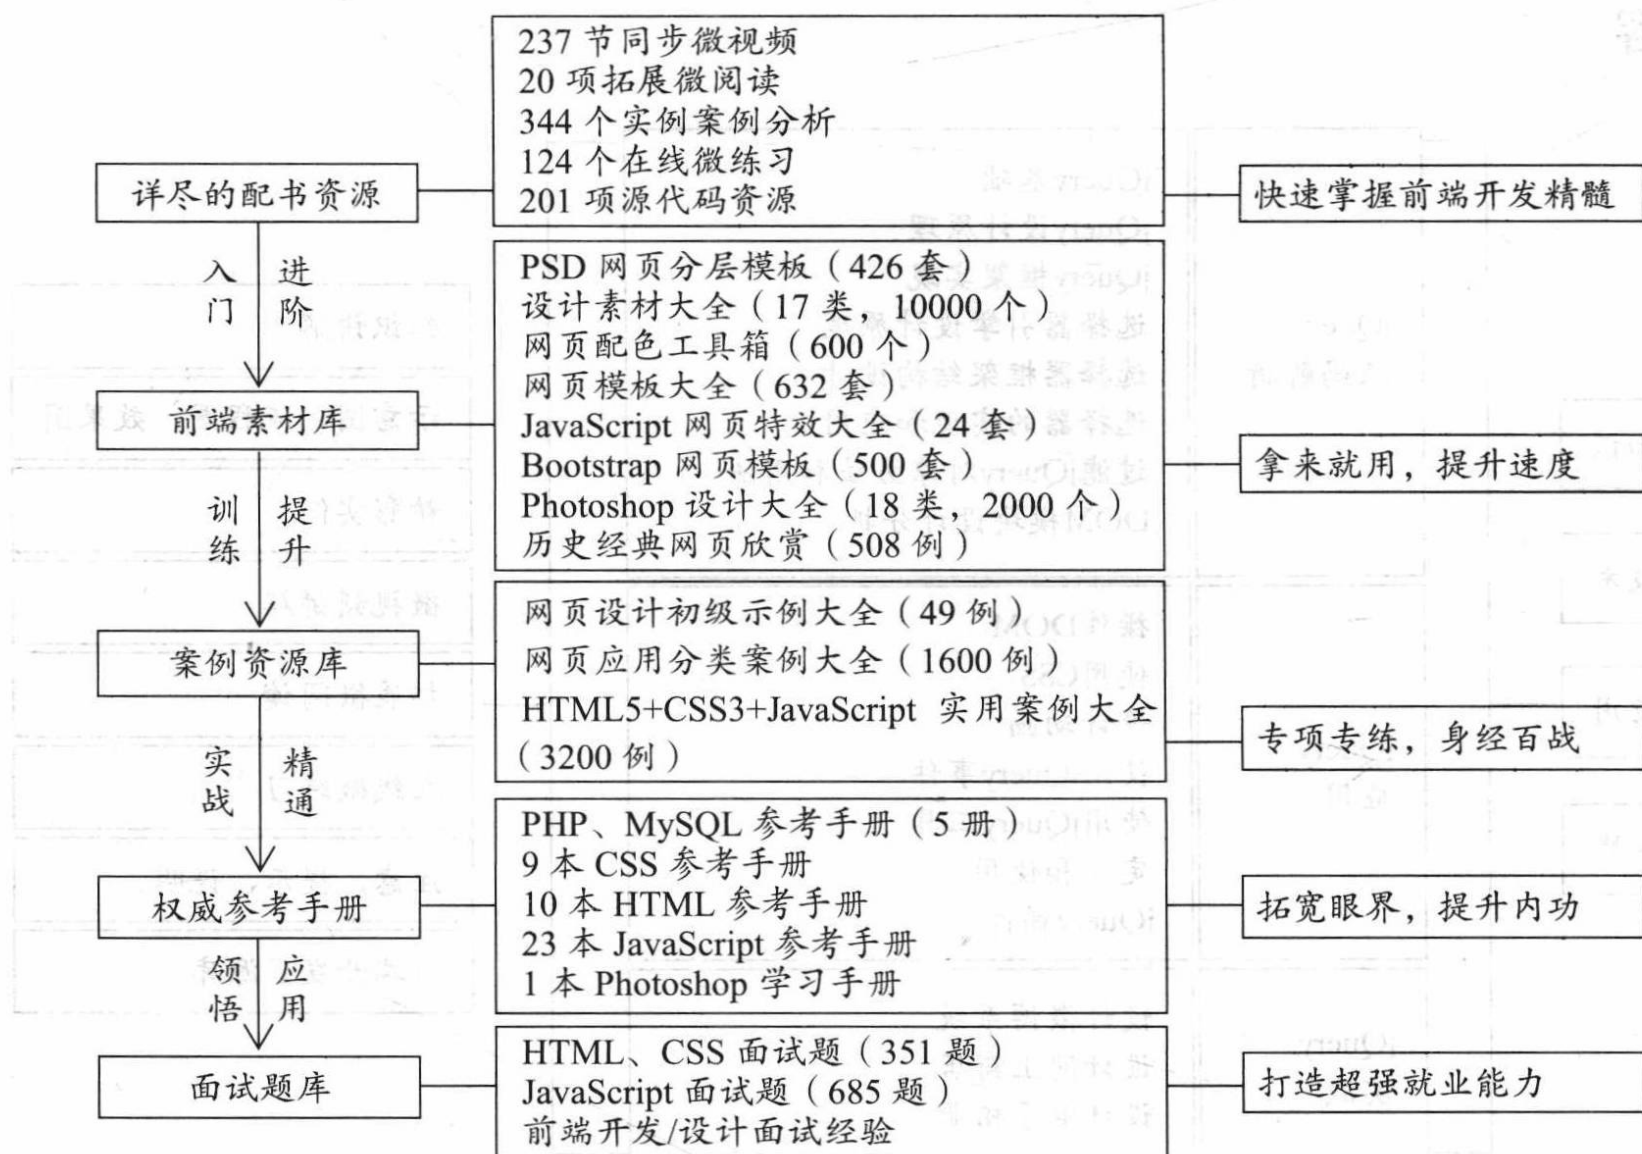 237 节同步微视频
20 项拓展微阅读
344 个实例案例分析
124 个在线微练习
201 项源代码资源
详尽的配书资源
快速掌握前端开发精髓
入门
进阶
PSD 网页分层模板（426 套）
设计素材大全（17 类，10000 个）
网页配色工具箱（600 个）
网页模板大全（632 套）
JavaScript 网页特效大全（24 套）
Bootstrap 网页模板（500 套）
Photoshop 设计大全（18 类，2000 个）
历史经典网页欣赏（508 例）
前端素材库
拿来就用，提升速度
训练
提升
网页设计初级示例大全（49 例）
网页应用分类案例大全（1600 例）
HTML5+CSS3+JavaScript 实用案例大全
（3200 例）
案例资源库
专项专练，身经百战
实战
精通
PHP、MySQL 参考手册（5 册）
9 本 CSS 参考手册
10 本 HTML 参考手册
23 本 JavaScript 参考手册
1 本 Photoshop 学习手册
权威参考手册
拓宽眼界，提升内功
领悟
应用
HTML、CSS 面试题（351 题）
JavaScript 面试题（685 题）
前端开发/设计面试经验
面试题库
打造超强就业能力